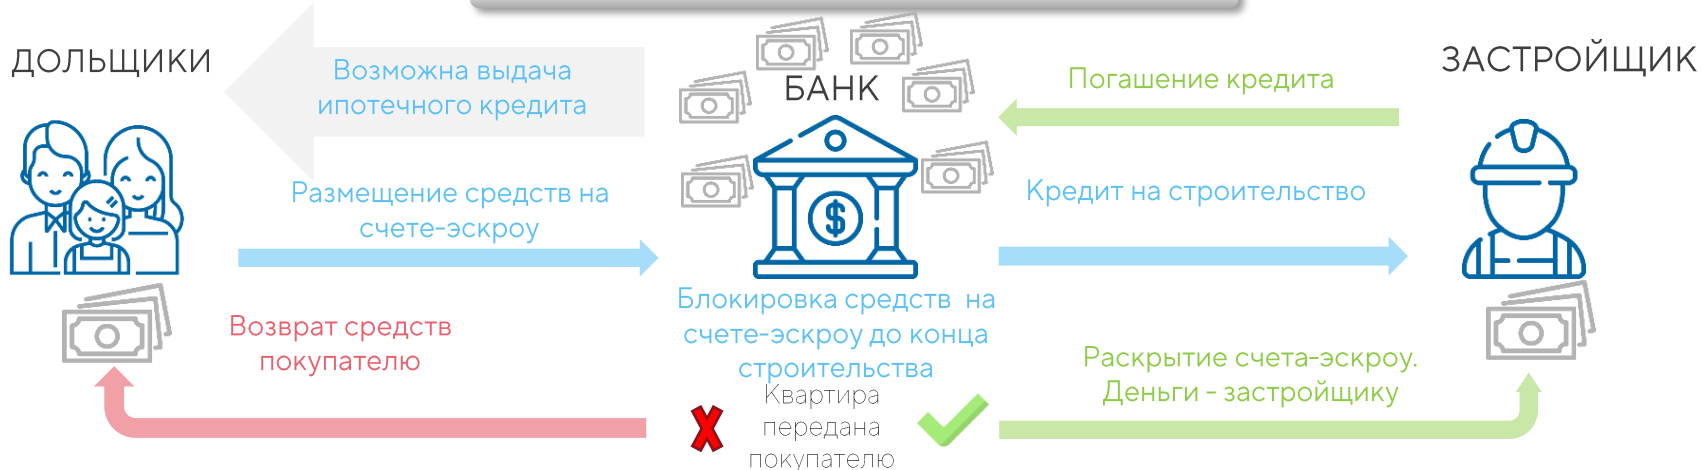 ДОЛЬЩИКИ
Возможна выдача
ипотечного кредита
Размещение средств на
счете-эскроу
Возврат средств
покупателю
БАНК
Блокировка средств на
счете-эскроу до конца
строительства
Квартира
передана
покупателю
ЗАСТРОЙЩИК
Погашение кредита
Кредит на строительство
Раскрытие счета-эскроу.
Деньги - застройщику